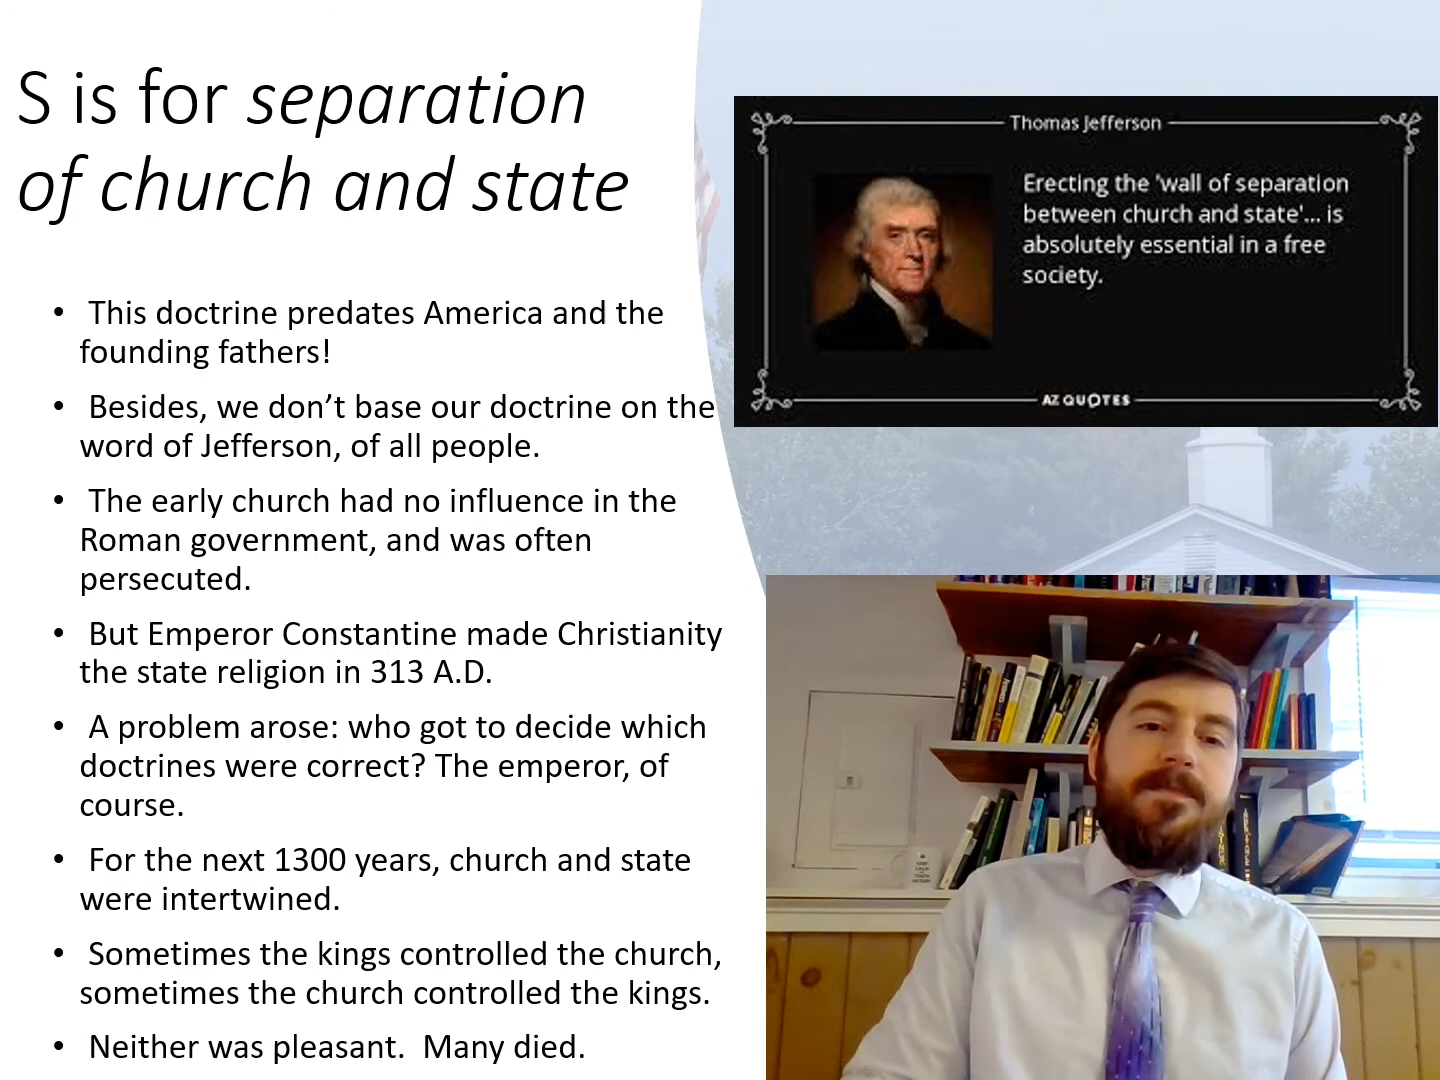 S is for separation
of church and state
• This doctrine predates America and the
founding fathers!
• Besides, we don’t base our doctrine on the
word of Jefferson, of all people.
• The early church had no influence in the
Roman government, and was often
persecuted.
• But Emperor Constantine made Christianity
the state religion in 313 A.D.
• A problem arose: who got to decide which
doctrines were correct? The emperor, of
course.
• For the next 1300 years, church and state
were intertwined.
• Sometimes the kings controlled the church,
sometimes the church controlled the kings.
• Neither was pleasant.  Many died.
Thomas Jefferson
Erecting the 'wall of separation
between church and state'... is
absolutely essential in a free
society.
AZ QUOTES